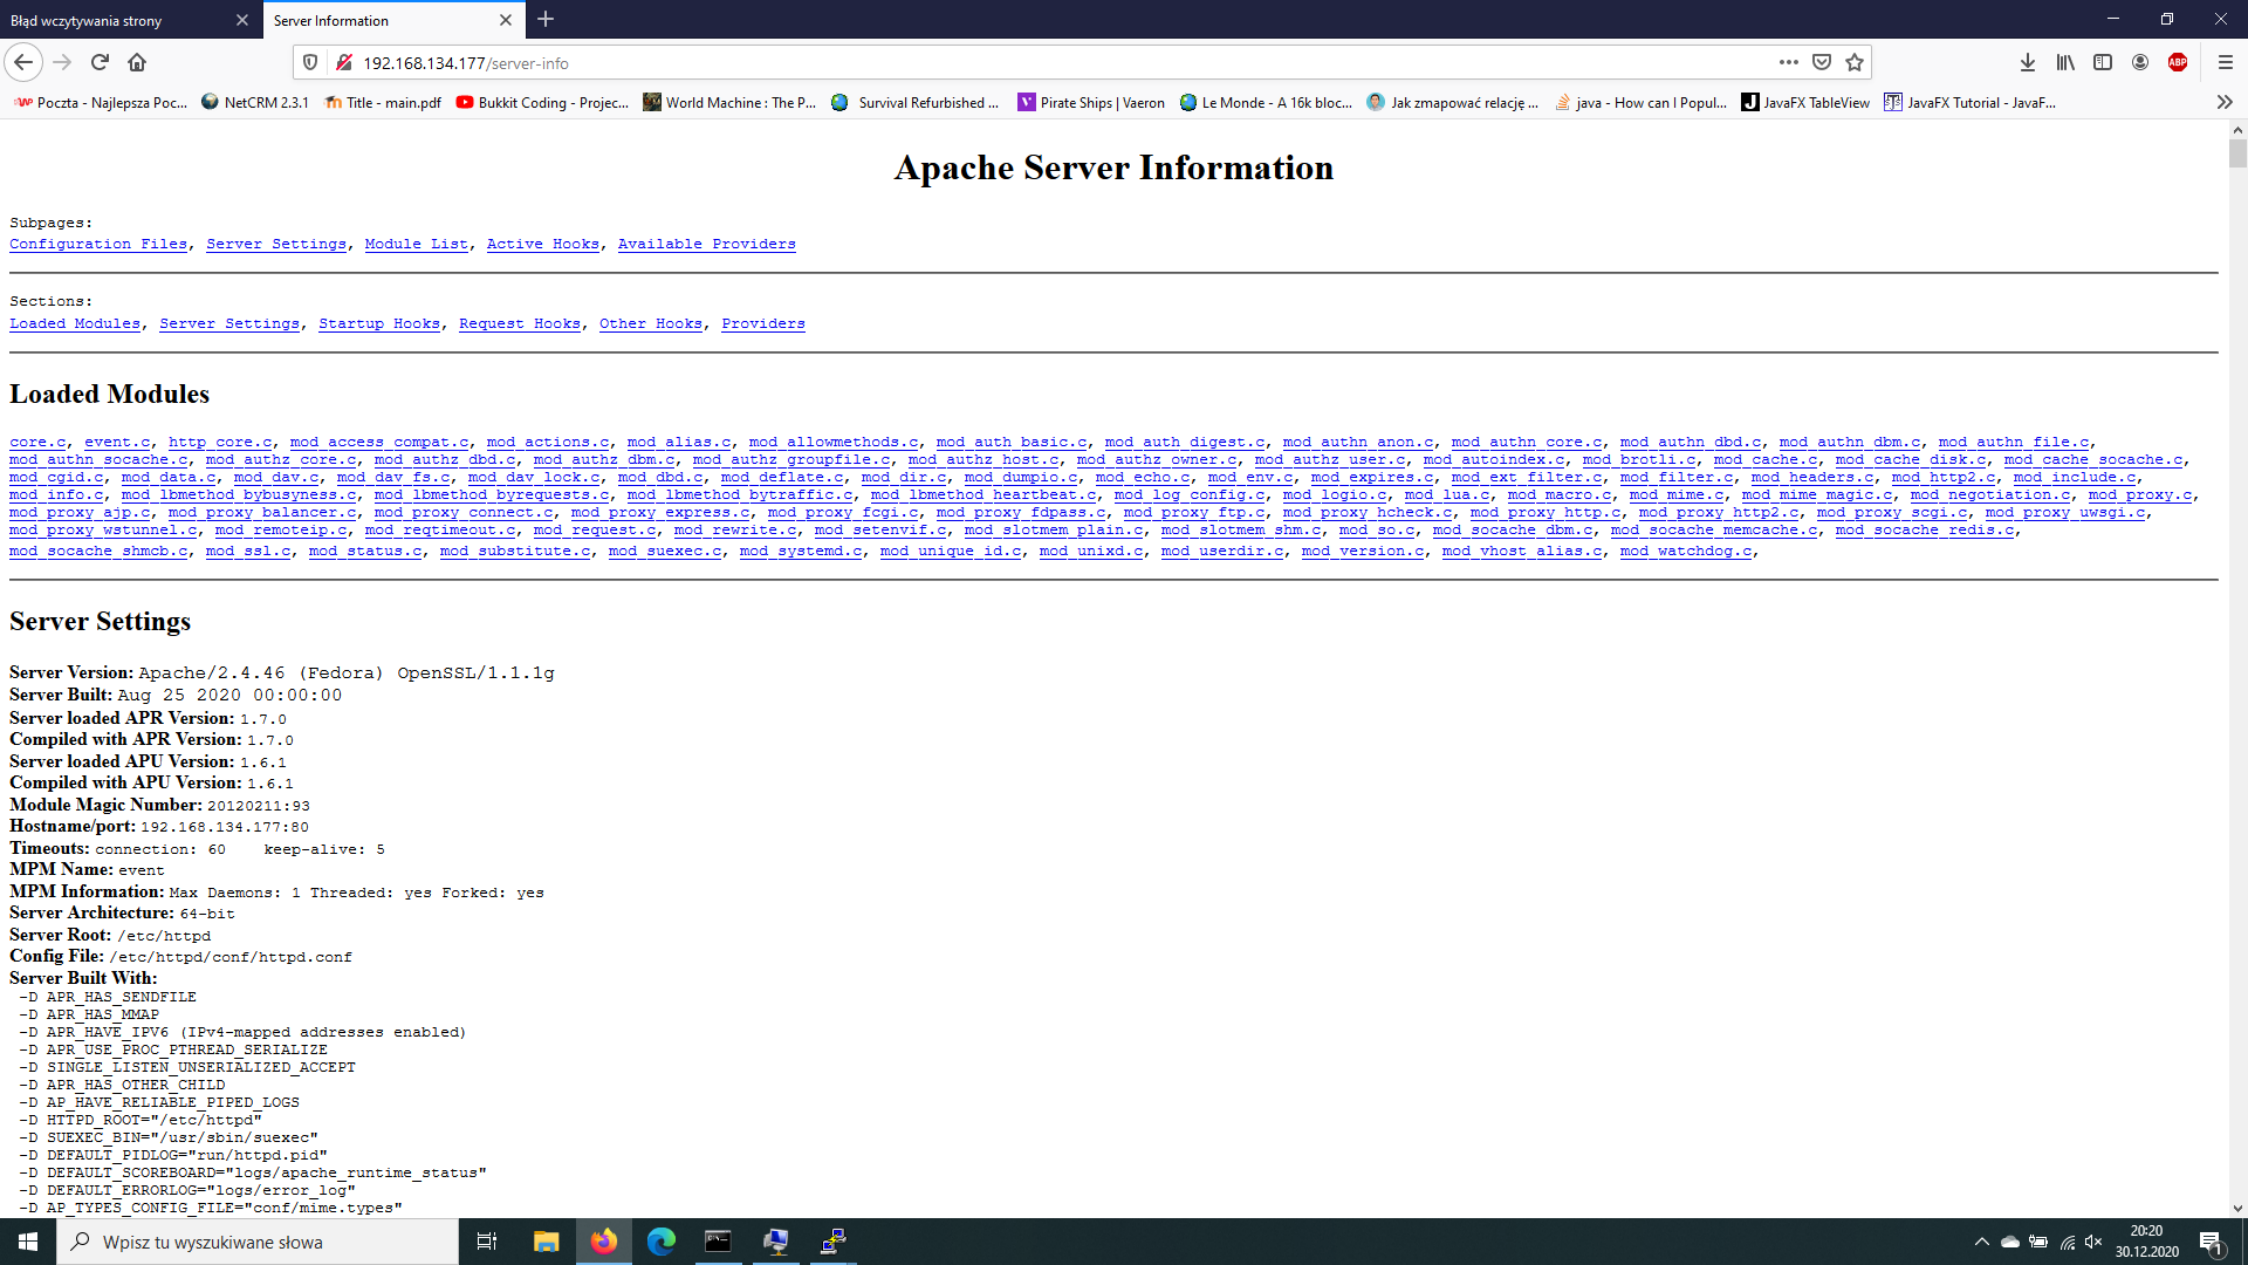 Błąd wczytywania strony
Server Information
192.168.134.177/server-info
Poczta - Najlepsza Poc...
NetCRM 2.3.1
Title - main.pdf
Bukkit Coding - Projec...
World Machine : The P...
Survival Refurbished ...
Pirate Ships | Vaeron
Le Monde - A 16k bloc...
Jak zmapować relację ...
java - How can I Popul...
JavaFX TableView
JavaFX Tutorial - JavaF...
ABP
Apache Server Information
Subpages:
Configuration Files, Server Settings, Module List, Active Hooks, Available Providers
Sections:
Loaded Modules, Server Settings, Startup Hooks, Request Hooks, Other Hooks, Providers
Loaded Modules
core.c, event.c, http_core.c, mod_access_compat.c, mod_actions.c, mod_alias.c, mod_allowmethods.c, mod_auth_basic.c, mod_auth_digest.c, mod_authn_anon.c, mod_authn_core.c, mod_authn_dbd.c, mod_authn_dbm.c, mod_authn_file.c,
mod_authn_socache.c, mod_authz_core.c, mod_authz_dbd.c, mod_authz_dbm.c, mod_authz_groupfile.c, mod_authz_host.c, mod_authz_owner.c, mod_authz_user.c, mod_autoindex.c, mod_brotli.c, mod_cache.c, mod_cache_disk.c, mod_cache_socache.c,
mod_cgid.c, mod_data.c, mod_dav.c, mod_dav_fs.c, mod_dav_lock.c, mod_dbd.c, mod_deflate.c, mod_dir.c, mod_dumpio.c, mod_echo.c, mod_env.c, mod_expires.c, mod_ext_filter.c, mod_filter.c, mod_headers.c, mod_http2.c, mod_include.c,
mod_info.c, mod_lbmethod_bybusyness.c, mod_lbmethod_byrequests.c, mod_lbmethod_bytraffic.c, mod_lbmethod_heartbeat.c, mod_log_config.c, mod_logio.c, mod_lua.c, mod_macro.c, mod_mime.c, mod_mime_magic.c, mod_negotiation.c, mod_proxy.c,
mod_proxy_ajp.c, mod_proxy_balancer.c, mod_proxy_connect.c, mod_proxy_express.c, mod_proxy_fcgi.c, mod_proxy_fdpass.c, mod_proxy_ftp.c, mod_proxy_hcheck.c, mod_proxy_http.c, mod_proxy_http2.c, mod_proxy_scgi.c, mod_proxy_uwsgi.c,
mod_proxy_wstunnel.c, mod_remoteip.c, mod_reqtimeout.c, mod_request.c, mod_rewrite.c, mod_setenvif.c, mod_slotmem_plain.c, mod_slotmem_shm.c, mod_so.c, mod_socache_dbm.c, mod_socache_memcache.c, mod_socache_redis.c,
mod_socache_shmcb.c, mod_ssl.c, mod_status.c, mod_substitute.c, mod_suexec.c, mod_systemd.c, mod_unique_id.c, mod_unixd.c, mod_userdir.c, mod_version.c, mod_vhost_alias.c, mod_watchdog.c,
Server Settings
Server Version: Apache/2.4.46 (Fedora) OpenSSL/1.1.1g
Server Built: Aug 25 2020 00:00:00
Server loaded APR Version: 1.7.0
Compiled with APR Version: 1.7.0
Server loaded APU Version: 1.6.1
Compiled with APU Version: 1.6.1
Module Magic Number: 20120211:93
Hostname/port: 192.168.134.177:80
Timeouts: connection: 60    keep-alive: 5
MPM Name: event
MPM Information: Max Daemons: 1 Threaded: yes Forked: yes
Server Architecture: 64-bit
Server Root: /etc/httpd
Config File: /etc/httpd/conf/httpd.conf
Server Built With:
-D APR_HAS_SENDFILE
-D APR_HAS_MMAP
-D APR_HAVE_IPV6 (IPv4-mapped addresses enabled)
-D APR_USE_PROC_PTHREAD_SERIALIZE
-D SINGLE_LISTEN_UNSERIALIZED_ACCEPT
-D APR_HAS_OTHER_CHILD
-D AP_HAVE_RELIABLE_PIPED_LOGS
-D HTTPD_ROOT="/etc/httpd"
-D SUEXEC_BIN="/usr/sbin/suexec"
-D DEFAULT_PIDLOG="run/httpd.pid"
-D DEFAULT_SCOREBOARD="logs/apache_runtime_status"
-D DEFAULT_ERRORLOG="logs/error_log"
-D AP_TYPES_CONFIG_FILE="conf/mime.types"
Wpisz tu wyszukiwane słowa
20:20
30.12.2020
1